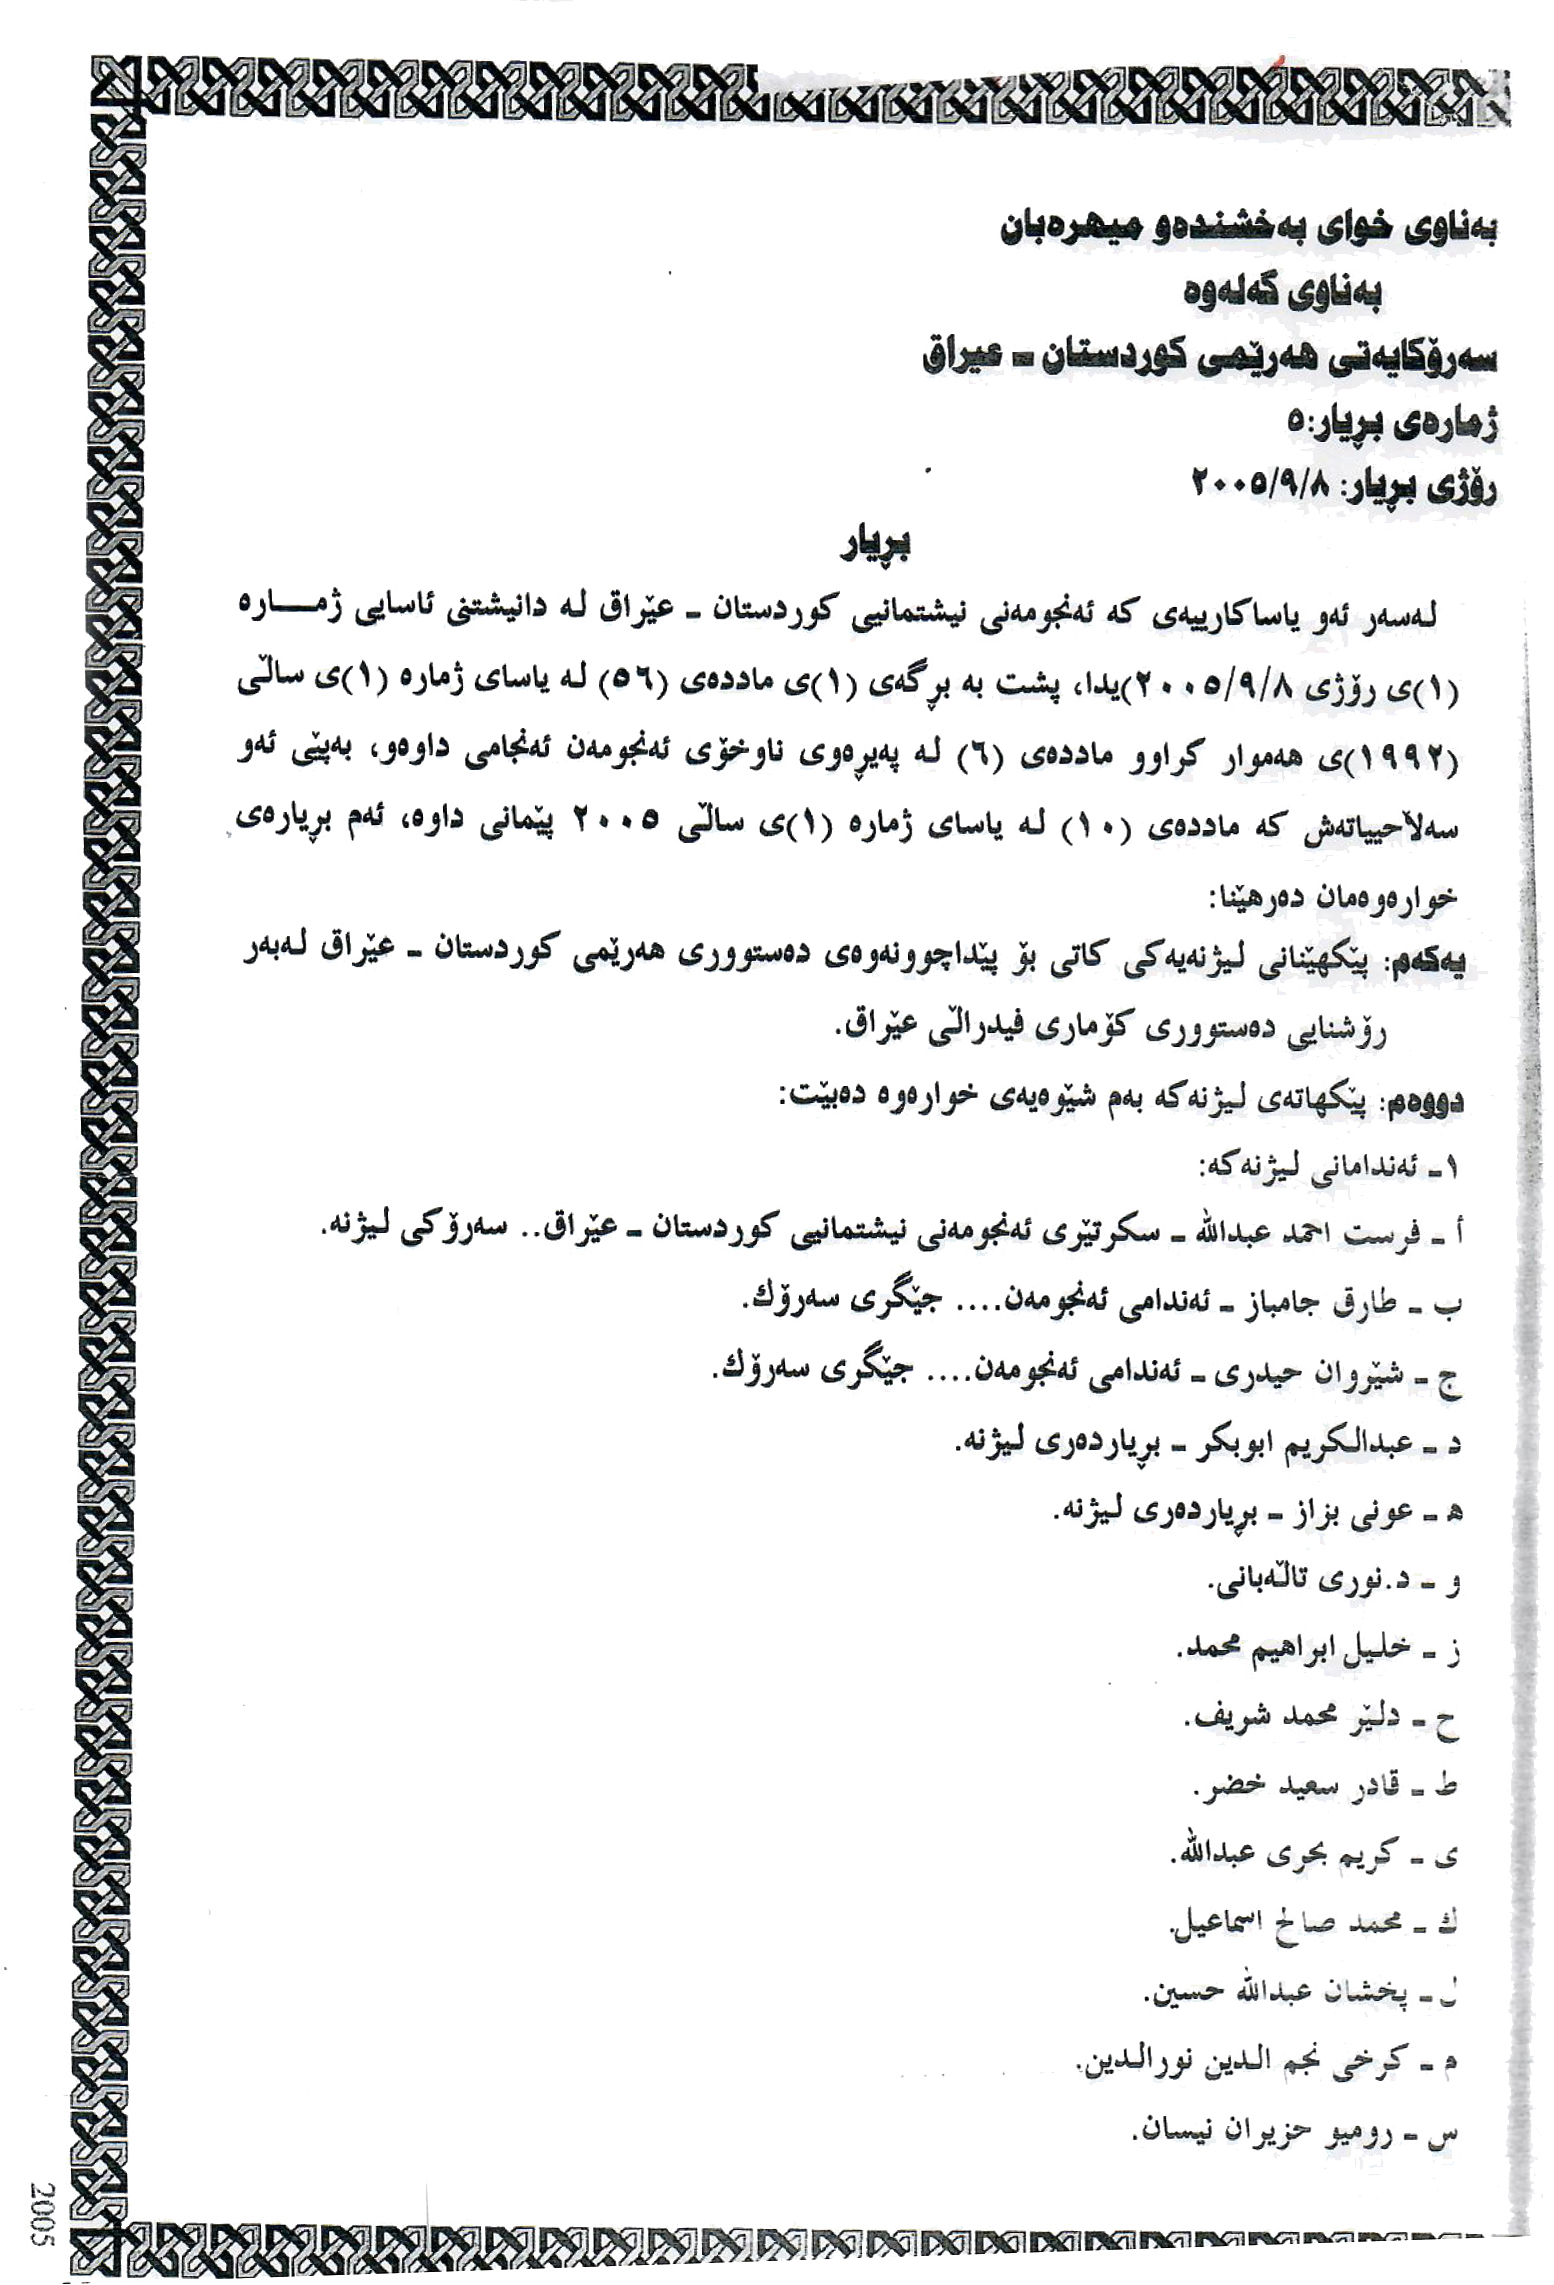 بەناوی خوای بەخشندەو میهرەبان
بەناوی گەلەوە
سەرۆکایەتی هەرێمی کوردستان ـ عیراق
ژمارەی بڕیار:٥
رۆژی بڕیار: ٢٠٠٥/٩/٨
بڕیار
لەسەر ئەو یاساکارییەی کە ئەنجومەنی نیشتمانیی کوردستان ـ عێراق لە دانیشتنی ئاسایی ژمـــارە
(١)ی رۆژی ٢٠٠٥/٩/٨)یدا، پشت بە بڕگەی (١)ی ماددەی (٥٦) لە یاسای ژمارە (١)ی ساڵی
(١٩٩٢)ی هەموار کراوو ماددەی (٦) لە پەیڕەوی ناوخۆی ئەنجومەن ئەنجامی داوەو، بەپێی ئەو
سەلاحییاتەش کە ماددەی (١٠) لە یاسای ژمارە (١)ی ساڵی ٢٠٠٥ پێمانی داوە، ئەم بڕیارەی
خوارەوەمان دەرهێنا:
یەکەم: پێکهێنانی لیژنەیەکی کاتی بۆ پێداچوونەوەی دەستووری هەرێمی کوردستان ـ عێراق لەبەر
رۆشنایی دەستووری کۆماری فیدراڵی عێراق.
دووەم: پێکهاتەی لیژنەکە بەم شێوەیەی خوارەوە دەبێت:
١ـ ئەندامانی لیژنەکە:
أ ـ فرست احمد عبدالله ـ سکرتێری ئەنجومەنی نیشتمانیی کوردستان ـ عێراق.. سەرۆکی لیژنە.
ب ـ طارق جامباز ـ ئەندامی ئەنجومەن.... جێگری سەرۆك.
ج ـ شێروان حیدری ـ ئەندامی ئەنجومەن.... جێگری سەرۆك.
د ـ عبدالکریم ابوبکر ـ بڕیاردەری لیژنە.
هـ ـ عونی بزاز ـ بڕیاردەری لیژنە.
و ـ د.نوری تاڵەبانی.
ز ـ خلیل ابراهیم محمد.
ح ـ دلێر محمد شریف.
ط ـ قادر سعید خضر.
ی ـ کریم بحری عبدالله.
ك ـ محمد صالح اسماعیل.
ل ـ پخشان عبدالله حسین.
م ـ کرخی نجم الدین نورالدین.
س ـ رومیو حزیران نیسان.
2005